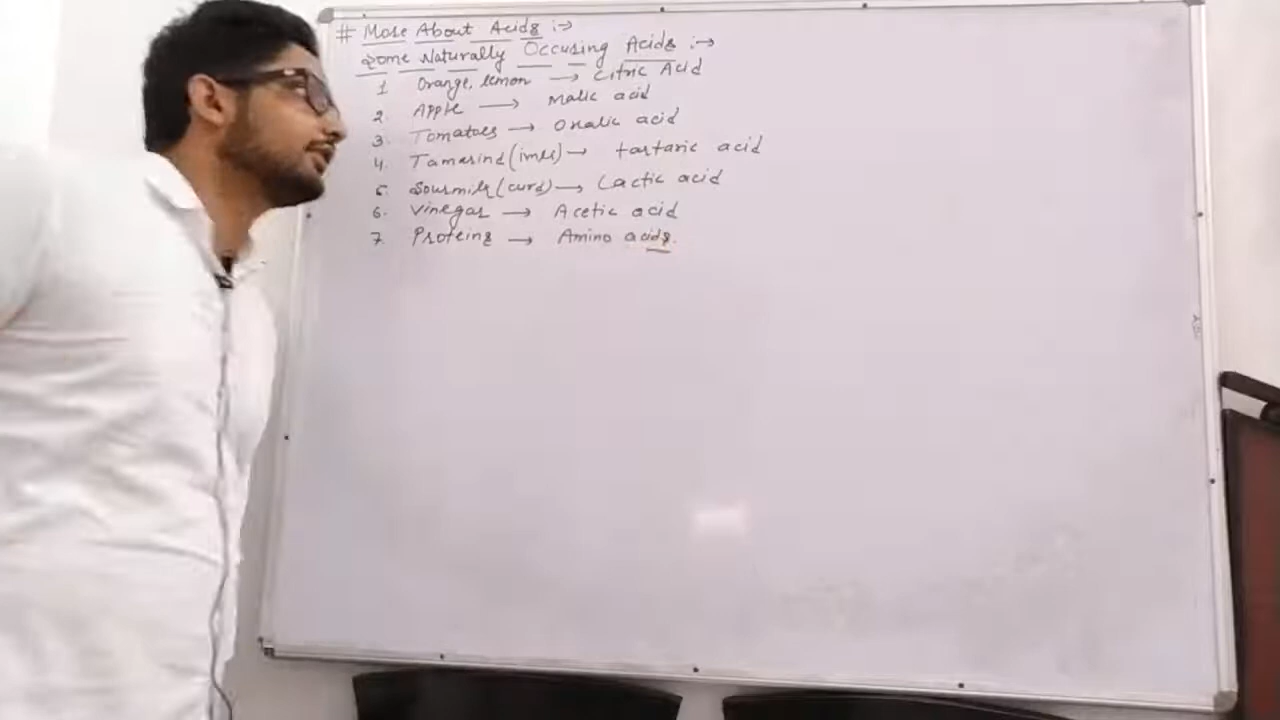 # More About Acids :->
Some Naturally Occuring Acids :->
1 Orange, lemon → Citric Acid
2. Apple → Malic acid
3. Tomatoes → Oxalic acid
4. Tamarind (imli) → tartaric acid
5. Sourmilk (curd) → Lactic acid
6. Vinegar → Acetic acid
7. Proteins → Amino acids.